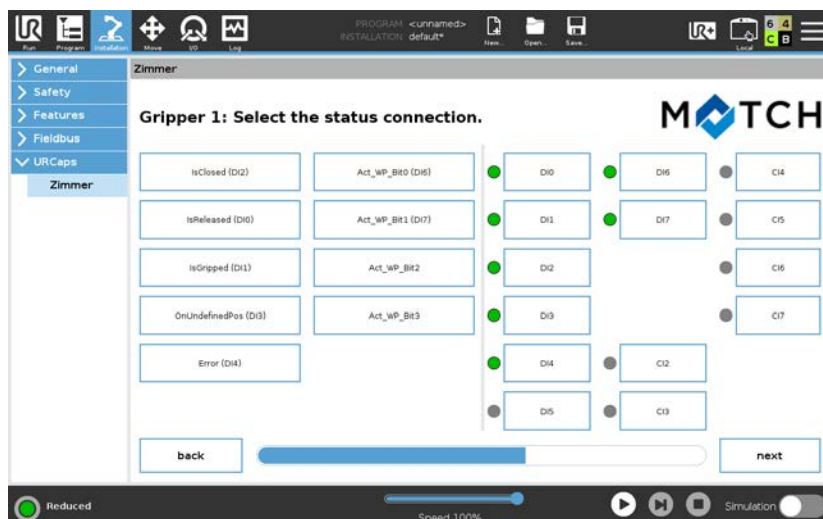 UR
PROGRAM <unnamed>
INSTALLATION default*
Run Program Installation Move I/O Log New... Open... Save... UR+ Local 6 4 C B
General
Safety
Features
Fieldbus
URCaps
Zimmer
Zimmer
Gripper 1: Select the status connection.
MATCH
IsClosed (DI2) Act_WP_Bit0 (DI6) DI0 DI6 CI4
IsReleased (DI0) Act_WP_Bit1 (DI7) DI1 DI7 CI5
IsGripped (DI1) Act_WP_Bit2 DI2 CI6
OnUndefinedPos (DI3) Act_WP_Bit3 DI3 CI7
Error (DI4) DI4 CI2
DI5 CI3
back next
Reduced Speed 100% Simulation